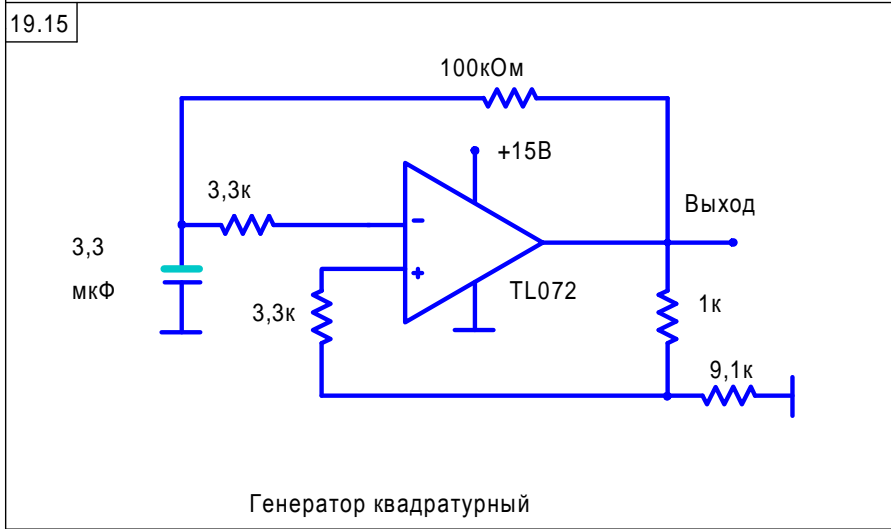 19.15
100кОм
+15В
3,3к
Выход
3,3
мкФ
-
+
TL072
3,3к
1к
9,1к
Генератор квадратурный